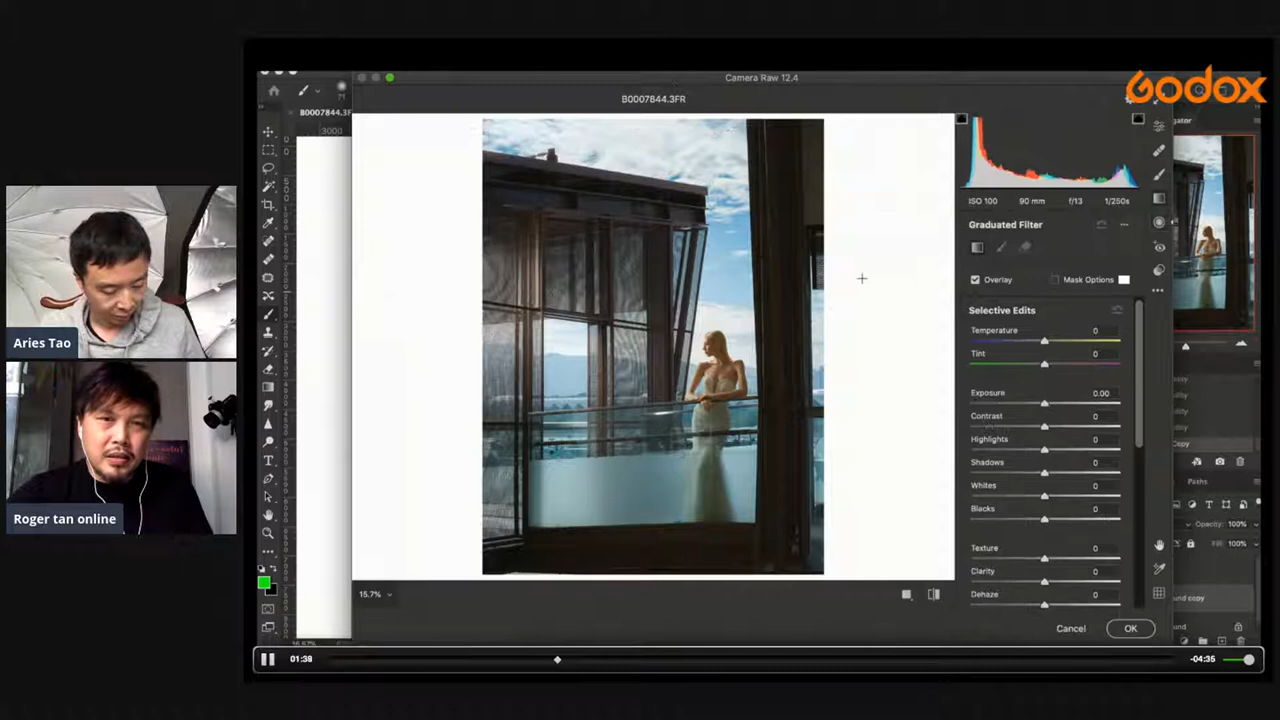 Godox
Camera Raw 12.4
B0007844.3FR
B0007844.3F
3000
ISO 100 90 mm f/13 1/250s
Graduated Filter
Overlay Mask Options
Selective Edits
Temperature 0
Tint 0
Exposure 0.00
Contrast 0
Highlights 0
Shadows 0
Whites 0
Blacks 0
Texture 0
Clarity 0
Dehaze 0
Cancel OK
15.7%
Paths
Opacity: 100%
Fill: 100%
Aries Tao
Roger tan online
01:39
-04:35